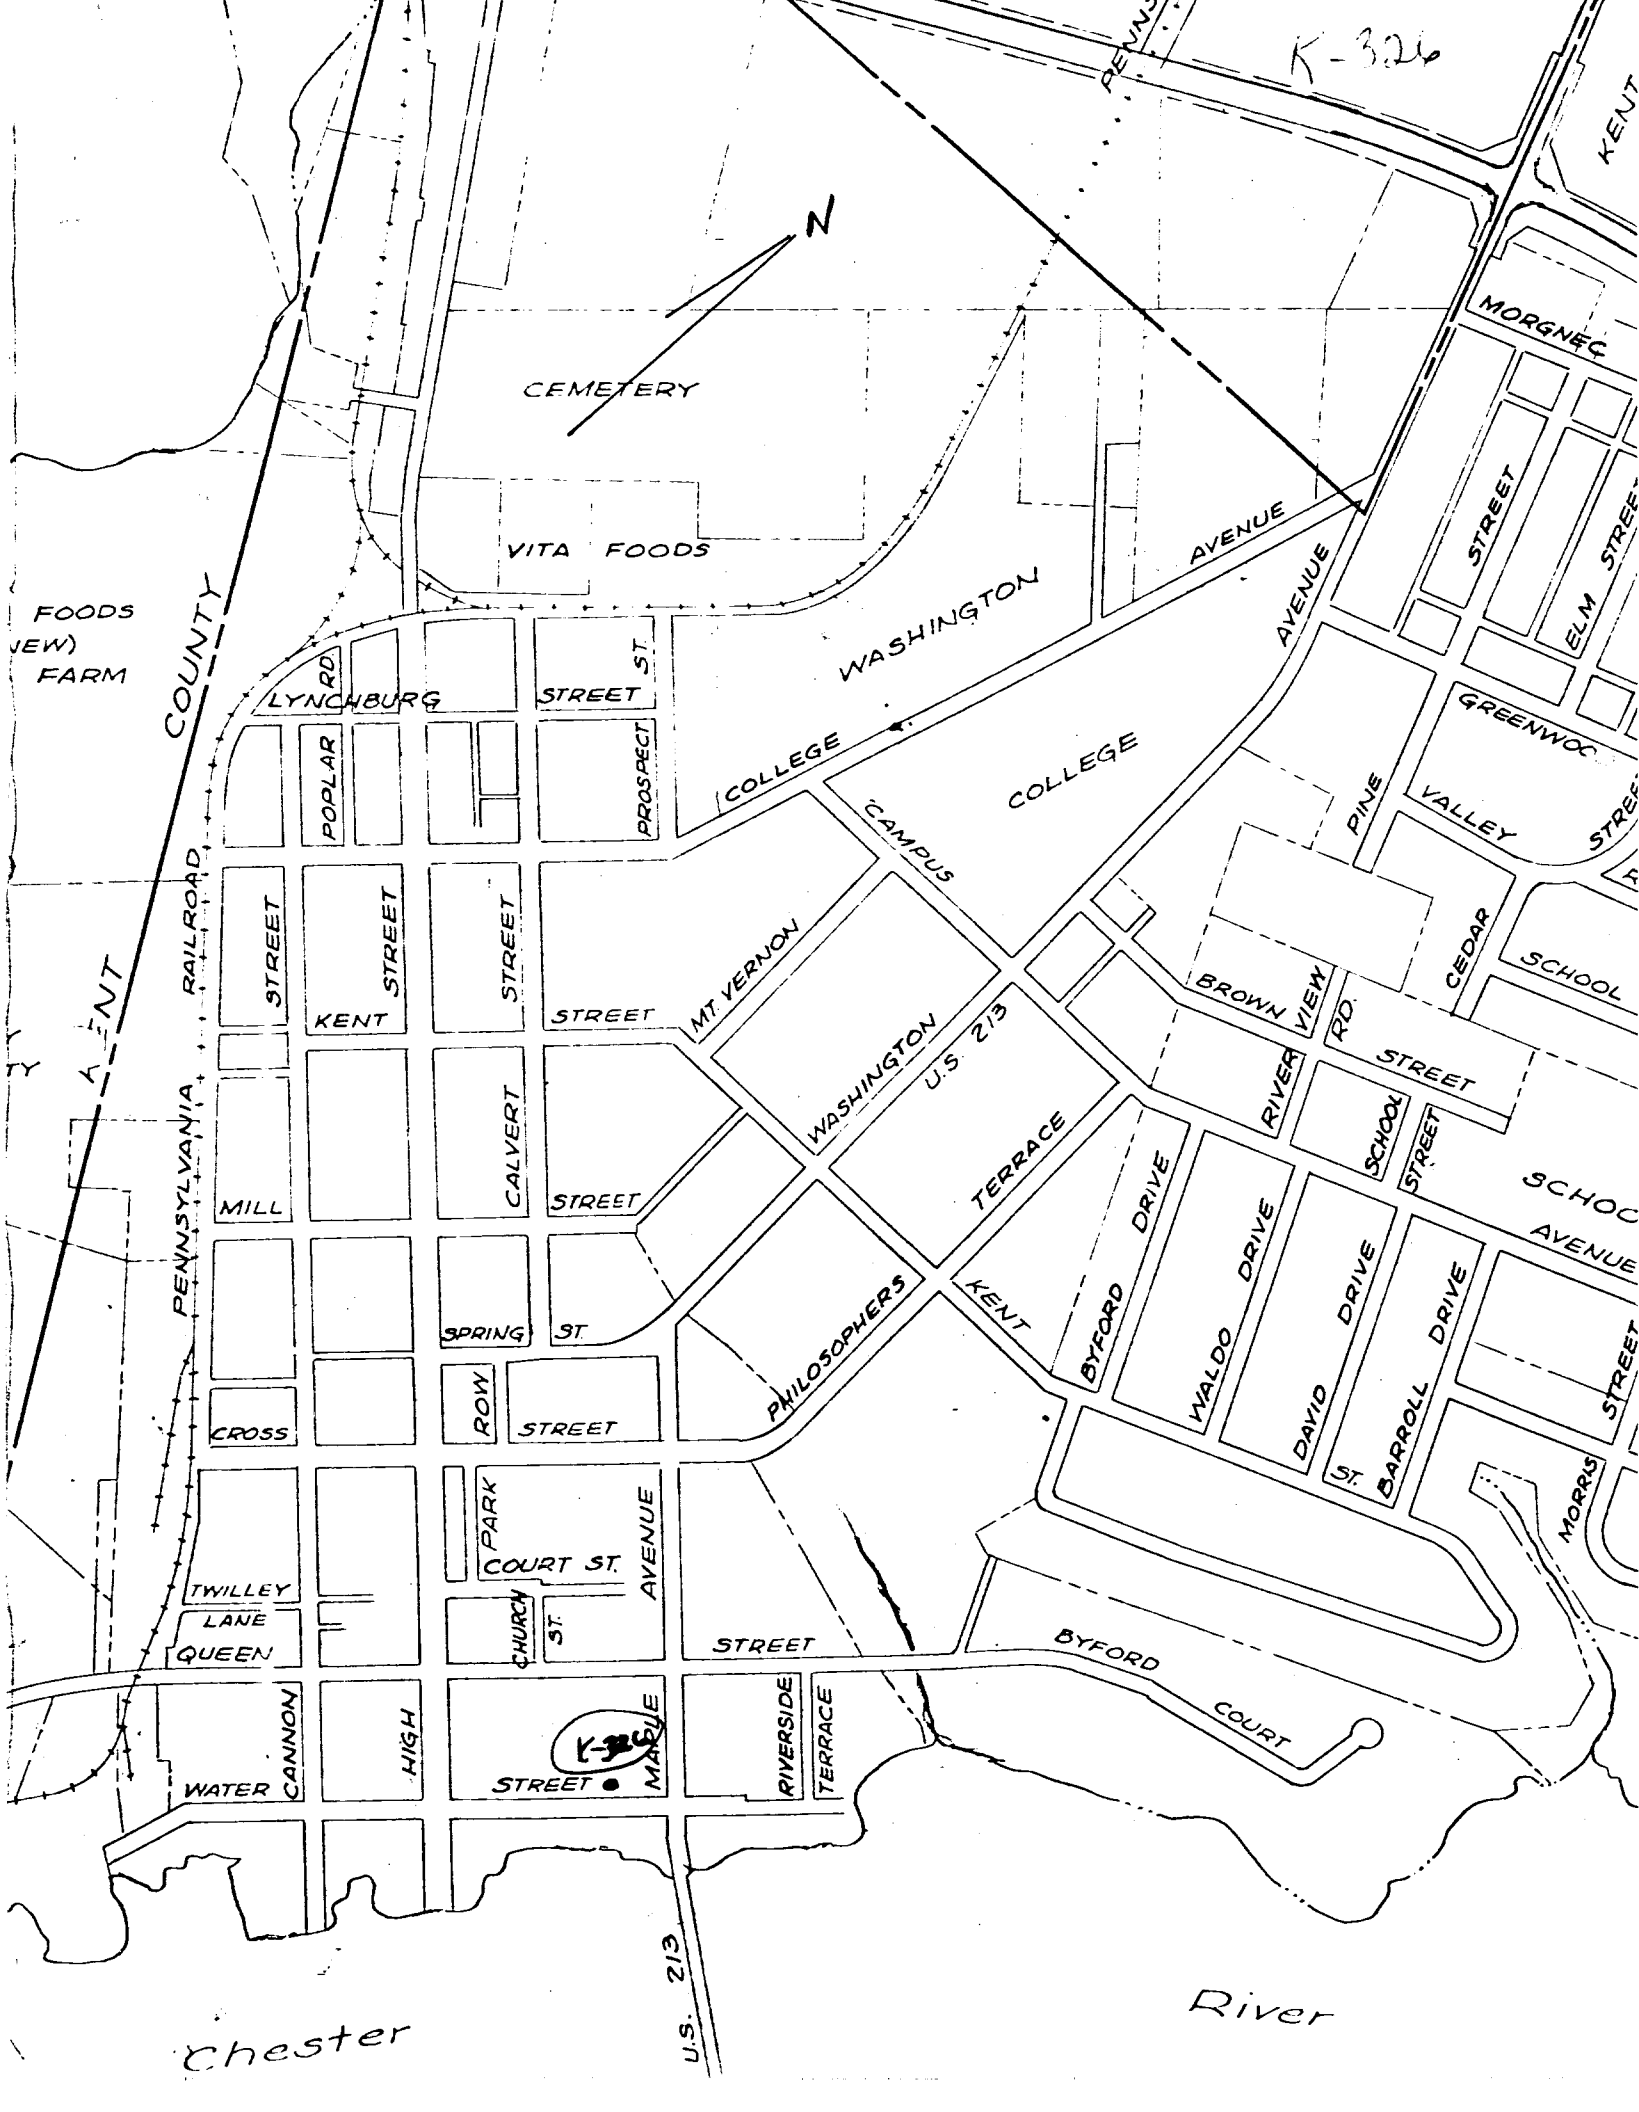 K-326
PENNS
KENT
N
MORGNEC
CEMETERY
STREET
STREET
ELM
VITA FOODS
AVENUE
AVENUE
WASHINGTON
FOODS
FARM
COUNTY
KENT
LYNCHBURG STREET
POPLAR RD.
PROSPECT ST.
COLLEGE
COLLEGE
CAMPUS
GREENWOO
PINE
VALLEY
CEDAR
SCHOOL
PENNSYLVANIA RAILROAD
STREET
STREET
STREET
KENT STREET
MT. VERNON
WASHINGTON
U.S. 213
BROWN STREET
RIVER VIEW RD.
SCHOOL STREET
SCHOO
AVENUE
CALVERT
MILL STREET
TERRACE
PHILOSOPHERS
KENT
BYFORD DRIVE
WALDO DRIVE
DAVID DRIVE
BARROLL DRIVE
ST.
MORRIS STREET
SPRING ST.
ROW
PARK
CROSS STREET
COURT ST.
CHURCH ST.
AVENUE
MAPLE
TWILLEY
LANE
QUEEN STREET
BYFORD COURT
CANNON
HIGH
K-326
RIVERSIDE
TERRACE
WATER STREET
U.S. 213
Chester River